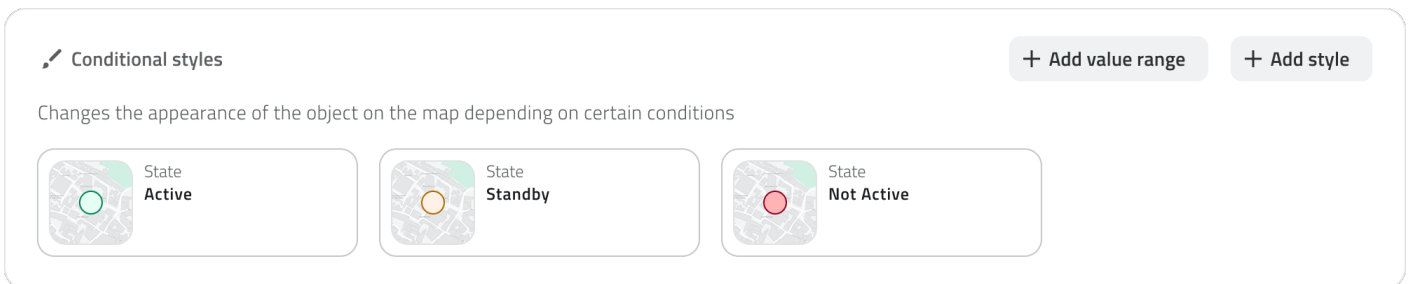 Conditional styles
+ Add value range
+ Add style
Changes the appearance of the object on the map depending on certain conditions
State
Active
State
Standby
State
Not Active